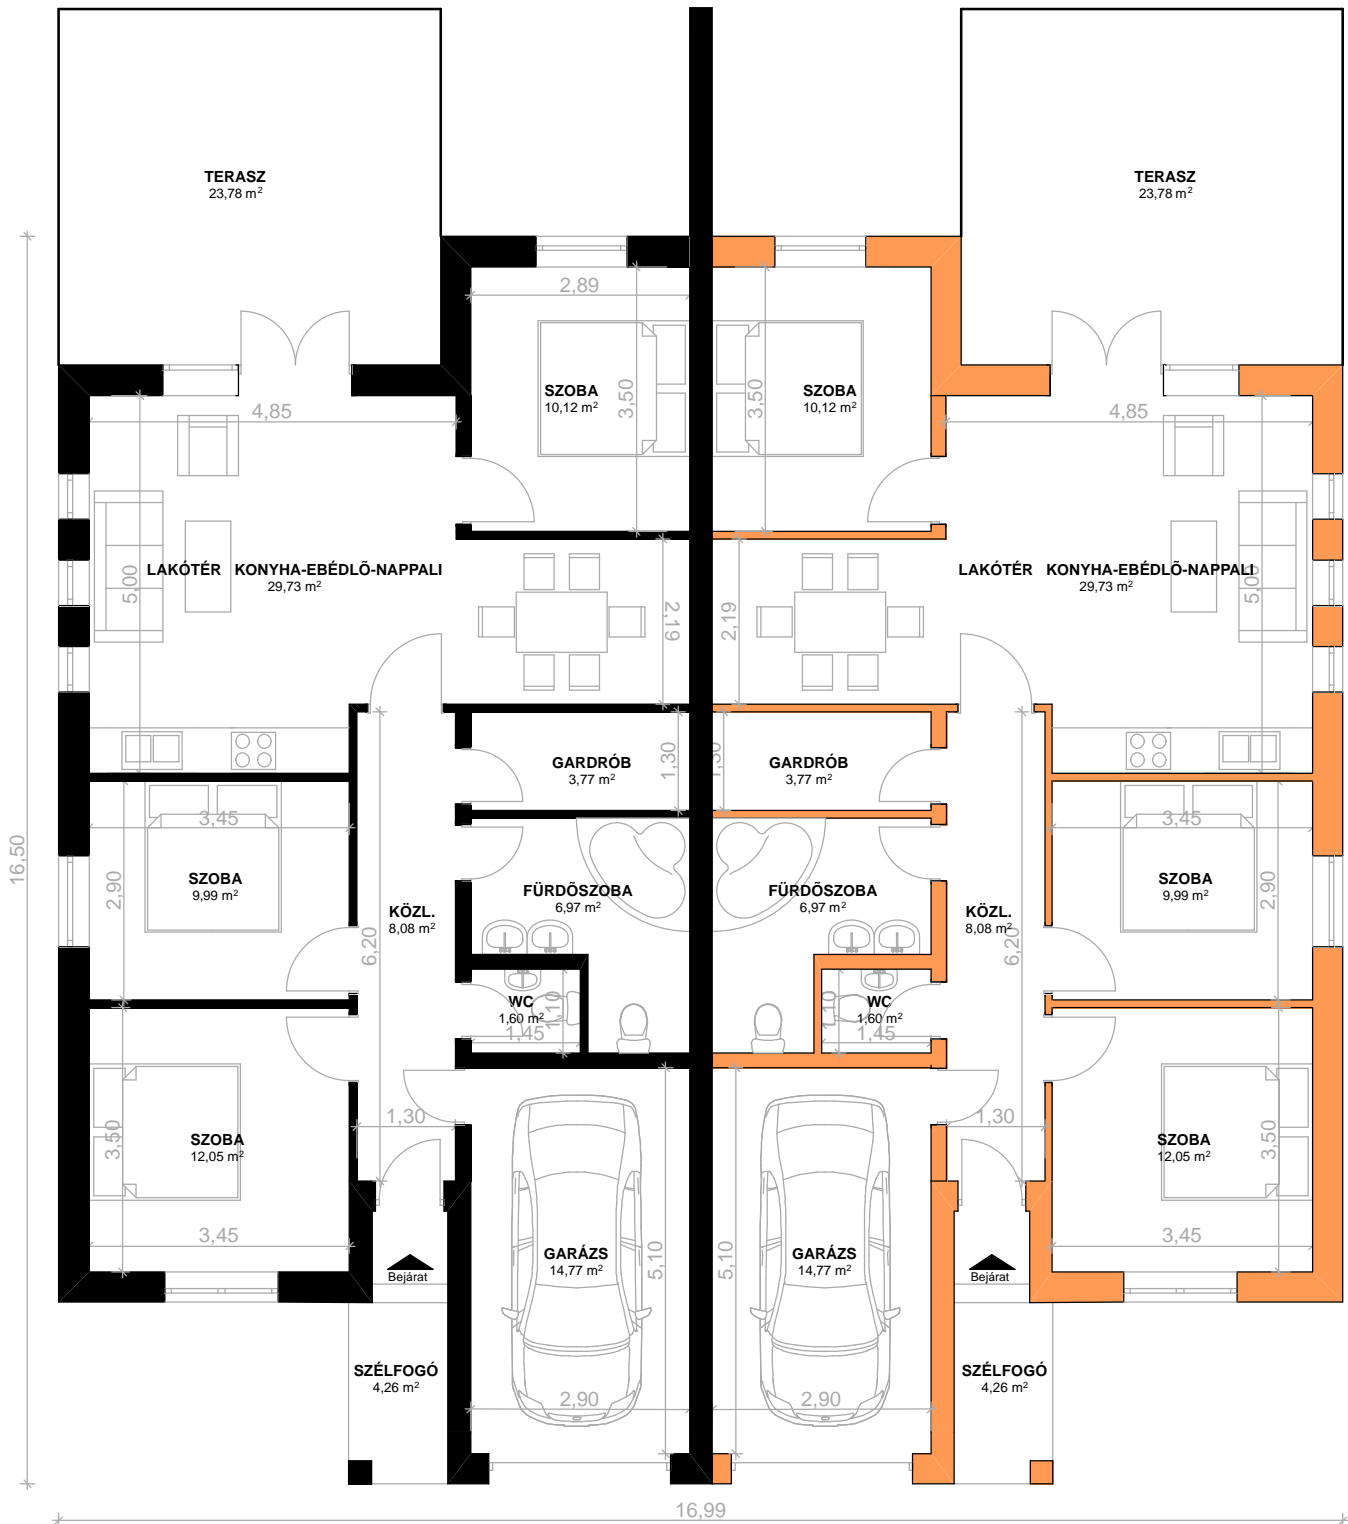 TERASZ
23,78 m²
TERASZ
23,78 m²
2,89
SZOBA
10,12 m²
3,50
3,50
SZOBA
10,12 m²
4,85
4,85
LAKÓTÉR KONYHA-EBÉDLÕ-NAPPALI
29,73 m²
5,00
2,19
2,19
LAKÓTÉR KONYHA-EBÉDLÕ-NAPPALI
29,73 m²
5,00
GARDRÓB
3,77 m²
1,30
1,30
GARDRÓB
3,77 m²
3,45
3,45
16,50
SZOBA
9,99 m²
2,90
FÜRDÕSZOBA
6,97 m²
FÜRDÕSZOBA
6,97 m²
SZOBA
9,99 m²
2,90
KÖZL.
8,08 m²
6,20
KÖZL.
8,08 m²
6,20
WC
1,60 m²
1,10
1,45
WC
1,60 m²
1,10
1,45
1,30
1,30
SZOBA
12,05 m²
3,50
SZOBA
12,05 m²
3,50
3,45
3,45
Bejárat
Bejárat
GARÁZS
14,77 m²
5,10
5,10
GARÁZS
14,77 m²
SZÉLFOGÓ
4,26 m²
SZÉLFOGÓ
4,26 m²
2,90
2,90
16,99